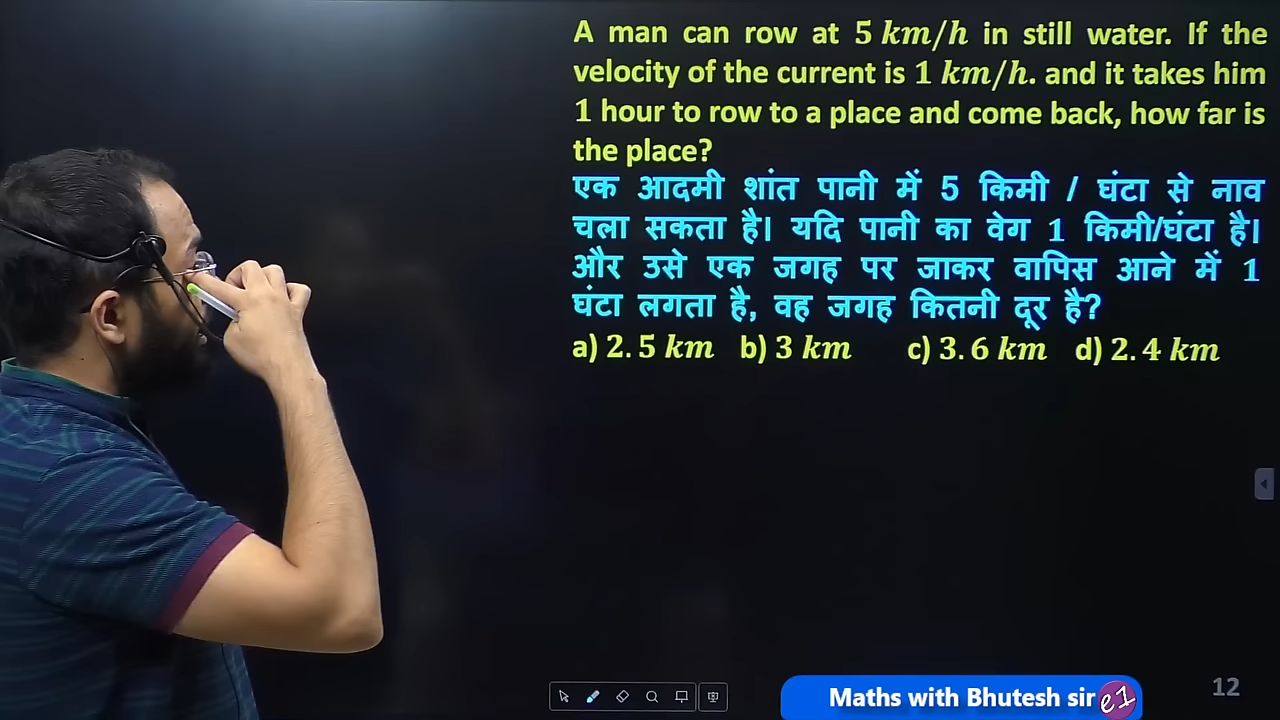 A man can row at 5 km/h in still water. If the
velocity of the current is 1 km/h. and it takes him
1 hour to row to a place and come back, how far is
the place?
एक आदमी शांत पानी में 5 किमी / घंटा से नाव
चला सकता है। यदि पानी का वेग 1 किमी/घंटा है।
और उसे एक जगह पर जाकर वापिस आने में 1
घंटा लगता है, वह जगह कितनी दूर है?
a) 2.5 km b) 3 km c) 3.6 km d) 2.4 km
Maths with Bhutesh sir e1
12